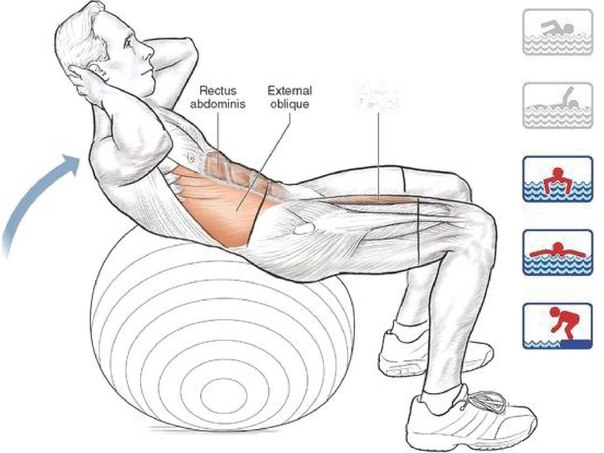 Rectus
abdominis
External
oblique